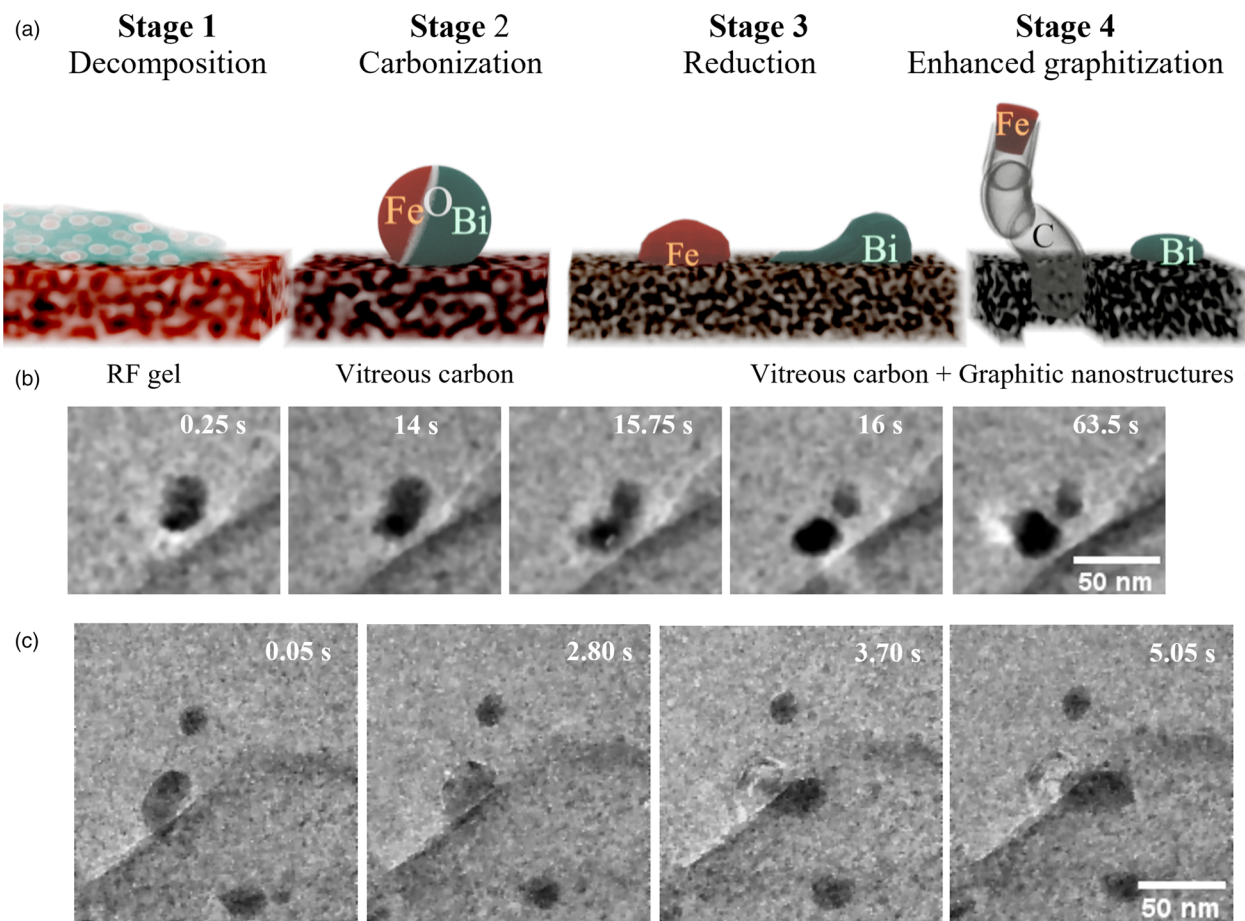 (a)
Stage 1
Decomposition
Stage 2
Carbonization
Stage 3
Reduction
Stage 4
Enhanced graphitization
Fe
O
Bi
Fe
Bi
Fe
C
Bi
RF gel
Vitreous carbon
Vitreous carbon + Graphitic nanostructures
(b)
0.25 s
14 s
15.75 s
16 s
63.5 s
50 nm
(c)
0.05 s
2.80 s
3.70 s
5.05 s
50 nm